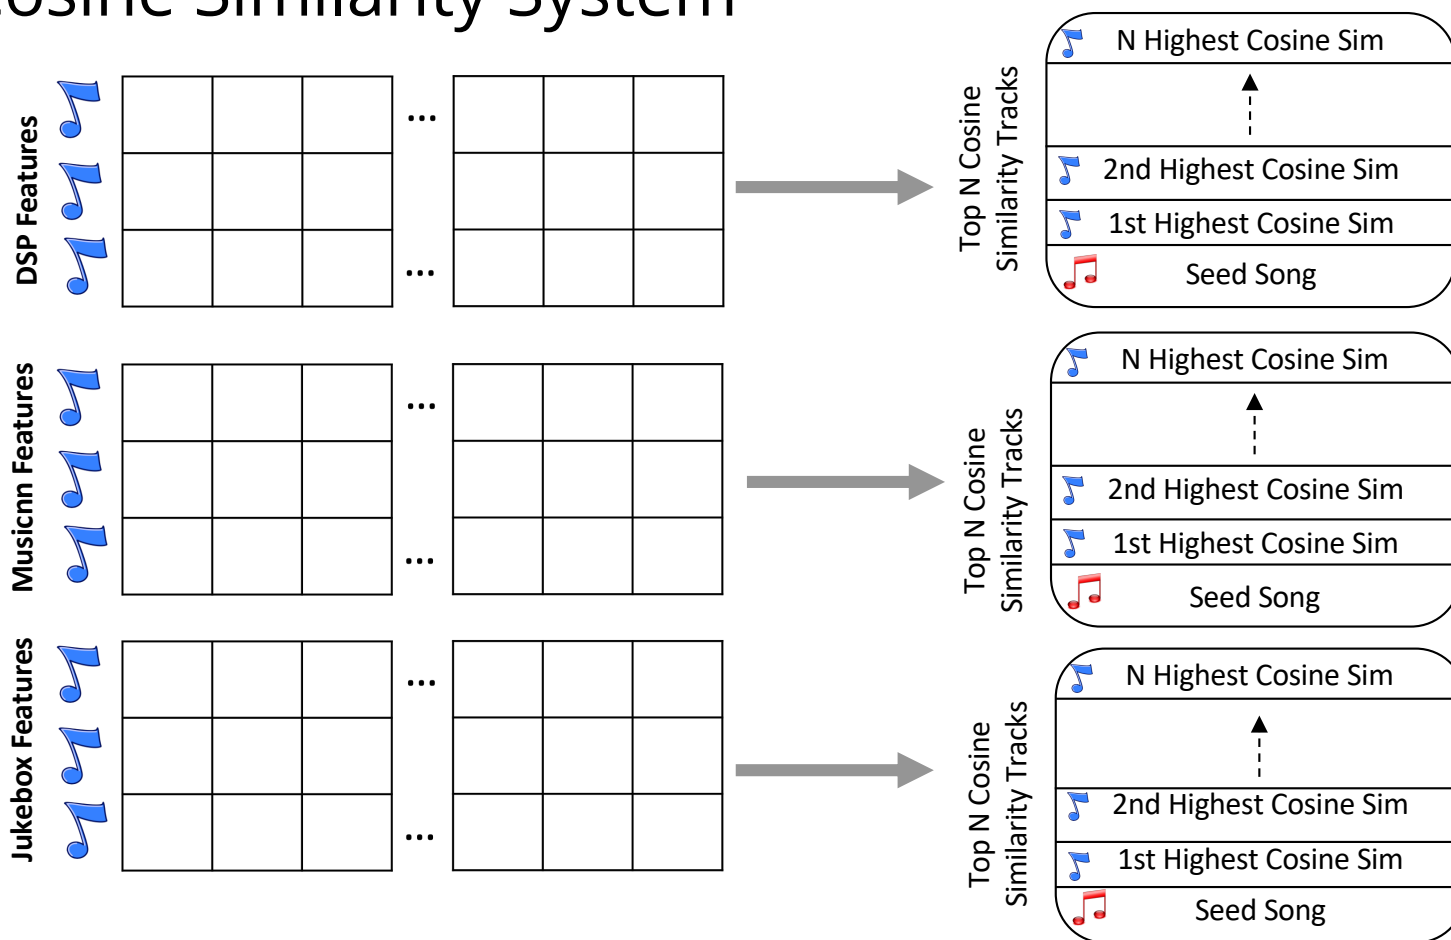 osine Similarity System
DSP Features
...
...
Top N Cosine
Similarity Tracks
N Highest Cosine Sim
2nd Highest Cosine Sim
1st Highest Cosine Sim
Seed Song
Musicnn Features
...
...
Top N Cosine
Similarity Tracks
N Highest Cosine Sim
2nd Highest Cosine Sim
1st Highest Cosine Sim
Seed Song
Jukebox Features
...
...
Top N Cosine
Similarity Tracks
N Highest Cosine Sim
2nd Highest Cosine Sim
1st Highest Cosine Sim
Seed Song